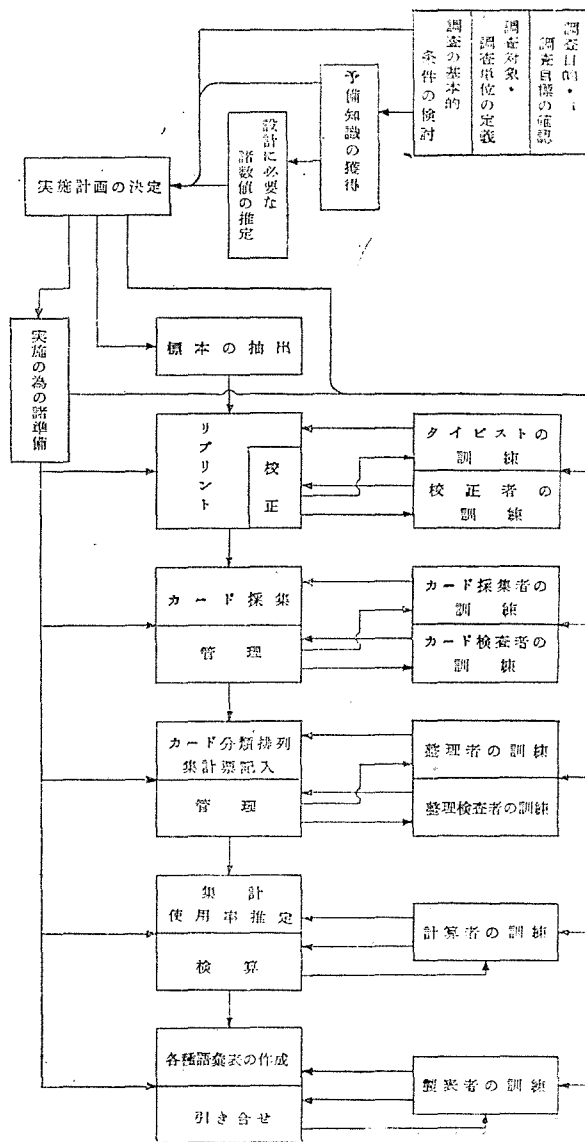 調査目的・
調査目標の確認
調査対象・
調査単位の定義
調査の基本的
条件の検討
予備知識の獲得
設計に必要な
諸数値の推定
実施計画の決定
実施の為の諸準備
標本の抽出
リプリント
校正
タイピストの
訓練
校正者の
訓練
カード採集
管理
カード採集者の
訓練
カード検査者の
訓練
カード分類排列
集計票記入
管理
整理者の訓練
整理検査者の訓練
集計
使用率推定
検算
計算者の訓練
各種語彙表の作成
引き合せ
製表者の訓練